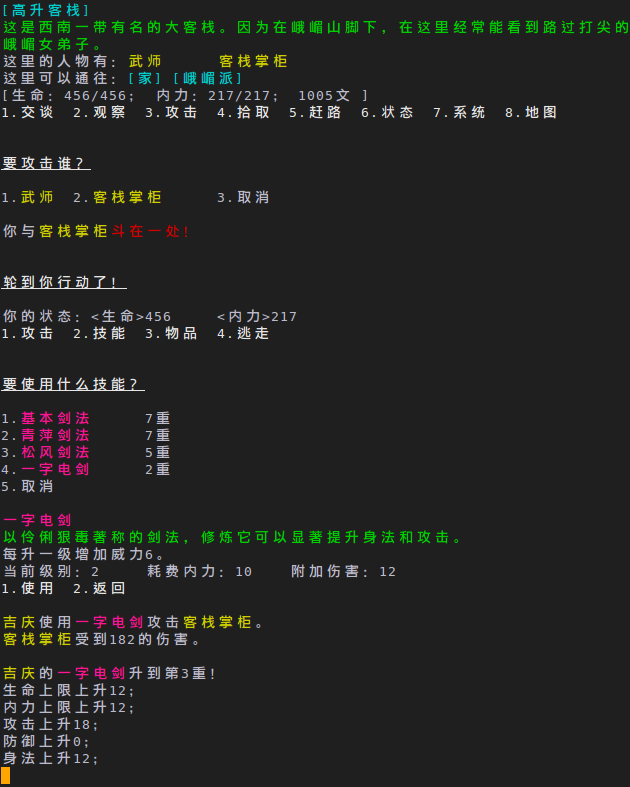 [高升客栈]
这是西南一带有名的大客栈。因为在峨嵋山脚下, 在这里经常能看到路过打尖的
峨嵋女弟子。
这里的人物有: 武师 客栈掌柜
这里可以通往: [家] [峨嵋派]
[生命: 456/456; 内力: 217/217; 1005文 ]
1.交谈 2.观察 3.攻击 4.拾取 5.赶路 6.状态 7.系统 8.地图
要攻击谁?
1.武师 2.客栈掌柜 3.取消
你与客栈掌柜斗在一处!
轮到你行动了!
你的状态: <生命>456 <内力>217
1.攻击 2.技能 3.物品 4.逃走
要使用什么技能?
1.基本剑法 7重
2.青萍剑法 7重
3.松风剑法 5重
4.一字电剑 2重
5.取消
一字电剑
以伶俐狠毒著称的剑法, 修炼它可以显著提升身法和攻击。
每升一级增加威力6。
当前级别: 2 耗费内力: 10 附加伤害: 12
1.使用 2.返回
吉庆使用一字电剑攻击客栈掌柜。
客栈掌柜受到182的伤害。
吉庆的一字电剑升到第3重!
生命上限上升12;
内力上限上升12;
攻击上升18;
防御上升0;
身法上升12;